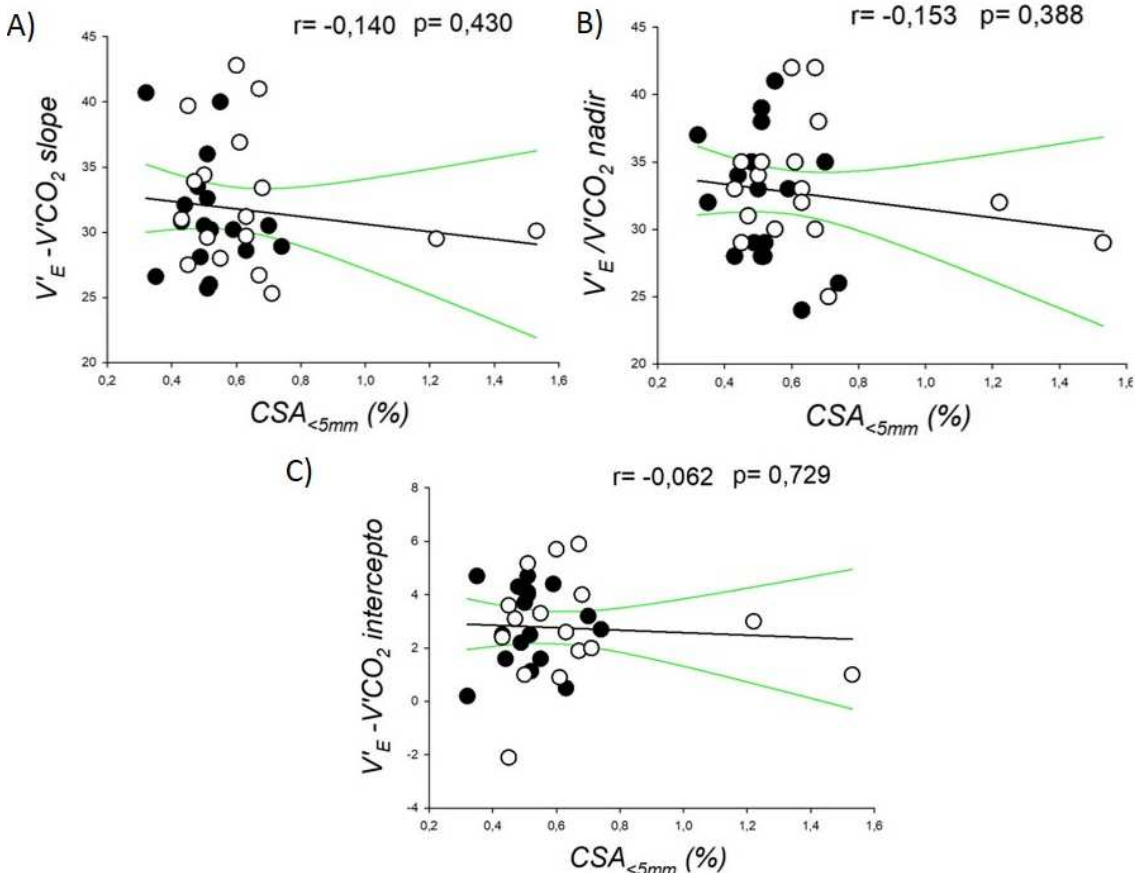 A)
r= -0,140 p= 0,430
V'E -V'CO2 slope
45
40
35
30
25
20
0,2 0,4 0,6 0,8 1,0 1,2 1,4 1,6
CSA<5mm (%)
B)
r= -0,153 p= 0,388
V'E /V'CO2 nadir
45
40
35
30
25
20
0,2 0,4 0,6 0,8 1,0 1,2 1,4 1,6
CSA<5mm (%)
C)
r= -0,062 p= 0,729
V'E -V'CO2 intercepto
8
6
4
2
0
-2
-4
0,2 0,4 0,6 0,8 1,0 1,2 1,4 1,6
CSA<5mm (%)